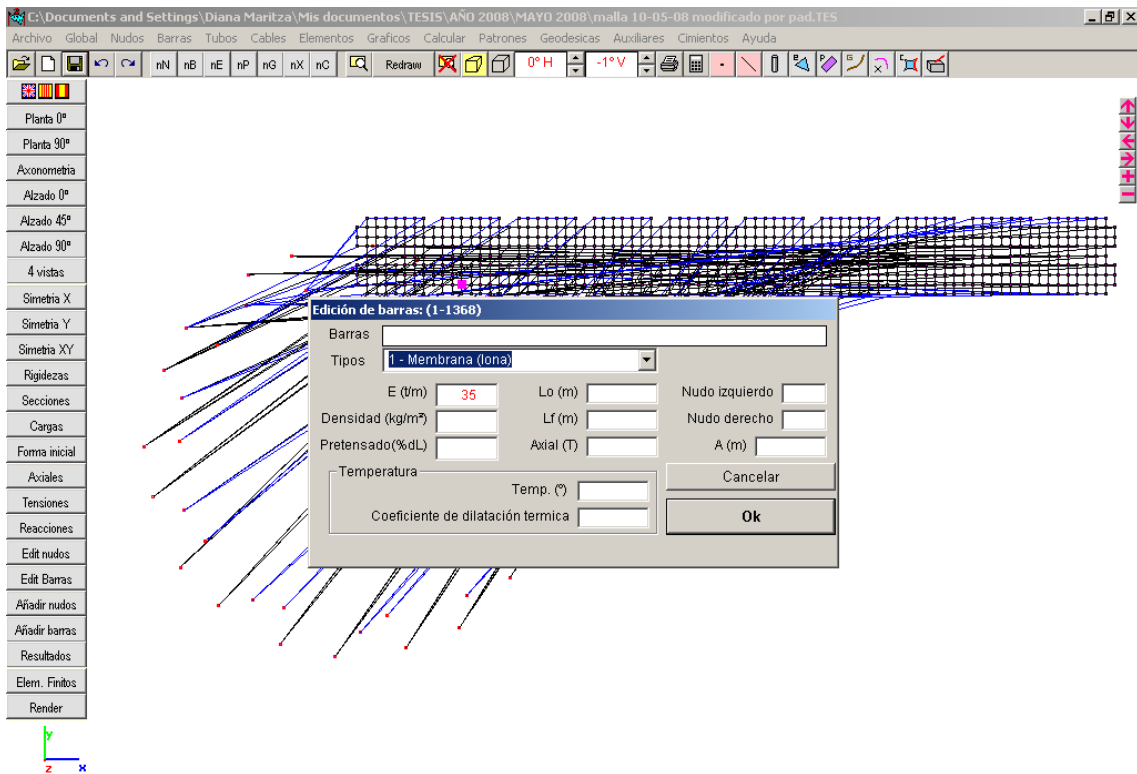 C:\Documents and Settings\Diana Maritza\Mis documentos\TESIS\AÑO 2008\MAYO 2008\malla 10-05-08 modificado por pad.TES
Archivo Global Nudos Barras Tubos Cables Elementos Graficos Calcular Patrones Geodesicas Auxiliares Cimientos Ayuda
nN nB nE nP nG nX nC Redraw 0° H -1° V
Planta 0º
Planta 90º
Axonometria
Alzado 0º
Alzado 45º
Alzado 90º
4 vistas
Simetria X
Simetria Y
Simetria XY
Rigidezas
Secciones
Cargas
Forma inicial
Axiales
Tensiones
Reacciones
Edit nudos
Edit Barras
Añadir nudos
Añadir barras
Resultados
Elem. Finitos
Render
Edición de barras: (1-1368)
Barras
Tipos 1 - Membrana (lona)
E (t/m) 35 Lo (m) Nudo izquierdo
Densidad (kg/m²) Lf (m) Nudo derecho
Pretensado(%dL) Axial (T) A (m)
Temperatura
Temp. (º)
Coeficiente de dilatación termica
Cancelar
Ok
y
z x